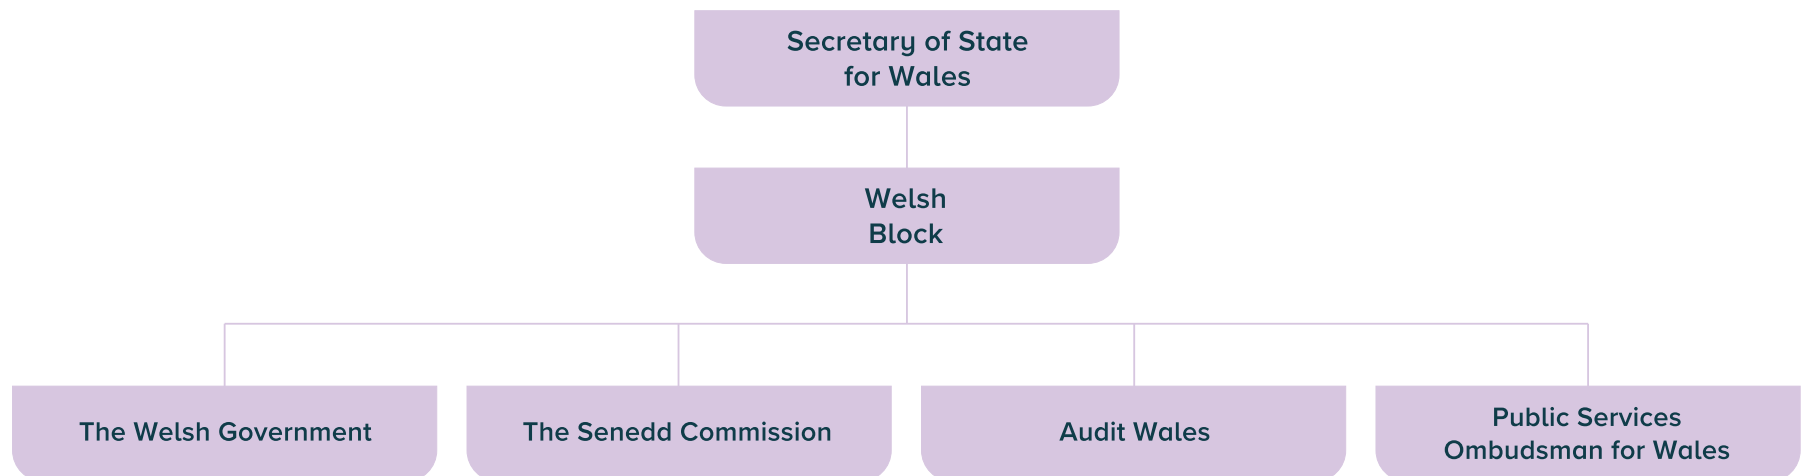 Secretary of State
for Wales
Welsh
Block
The Welsh Government
The Senedd Commission
Audit Wales
Public Services
Ombudsman for Wales